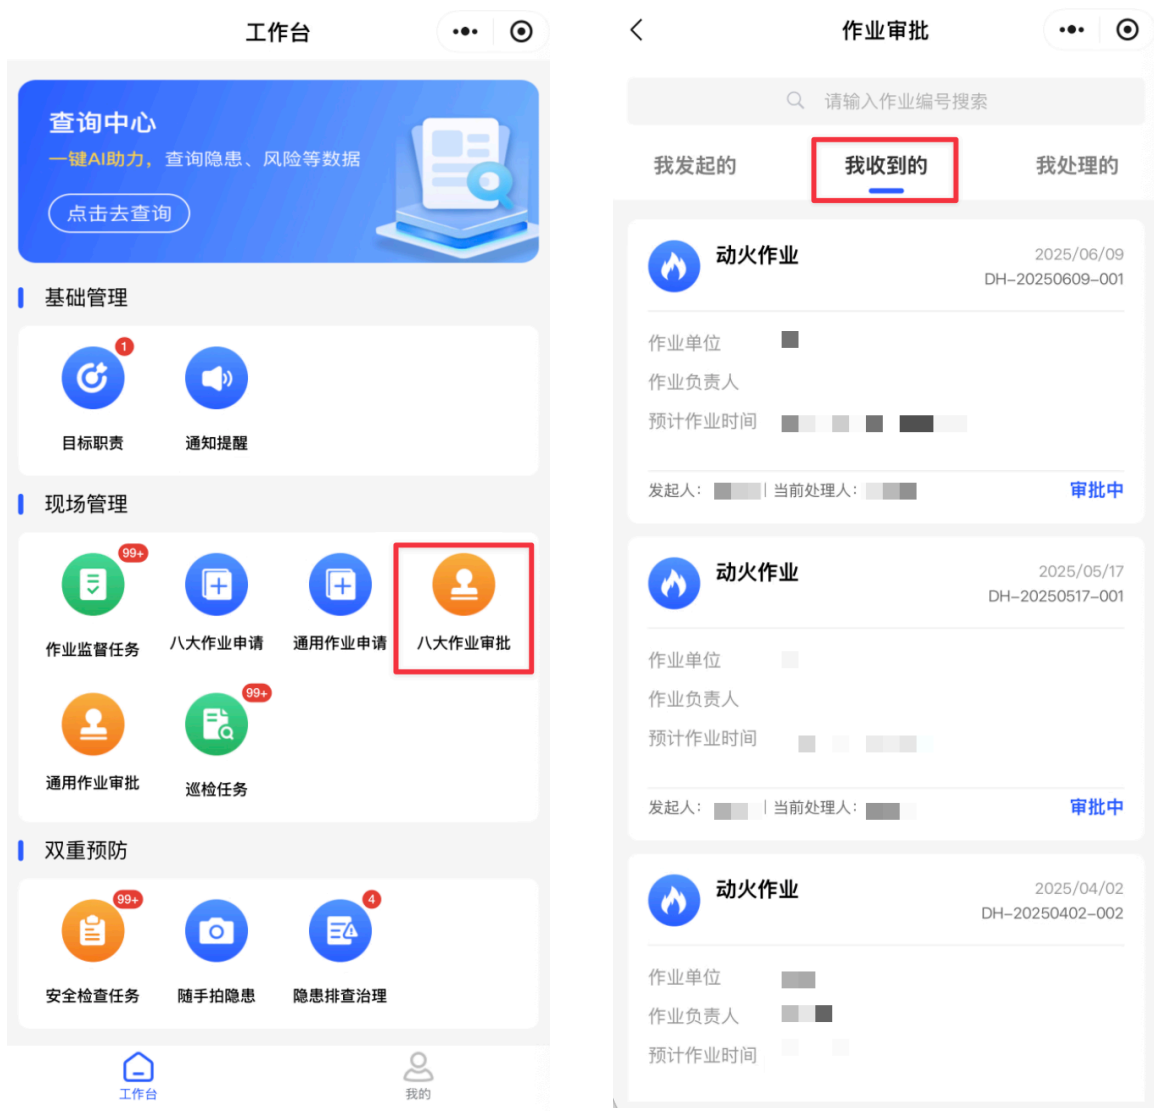 工作台
查询中心
一键AI助力，查询隐患、风险等数据
点击去查询
基础管理
1
目标职责
通知提醒
现场管理
99+
作业监督任务
八大作业申请
通用作业申请
八大作业审批
99+
通用作业审批
巡检任务
双重预防
99+
4
安全检查任务
随手拍隐患
隐患排查治理
工作台
我的
作业审批
请输入作业编号搜索
我发起的
我收到的
我处理的
动火作业
2025/06/09
DH-20250609-001
作业单位
作业负责人
预计作业时间
发起人：
当前处理人：
审批中
动火作业
2025/05/17
DH-20250517-001
作业单位
作业负责人
预计作业时间
发起人：
当前处理人：
审批中
动火作业
2025/04/02
DH-20250402-002
作业单位
作业负责人
预计作业时间